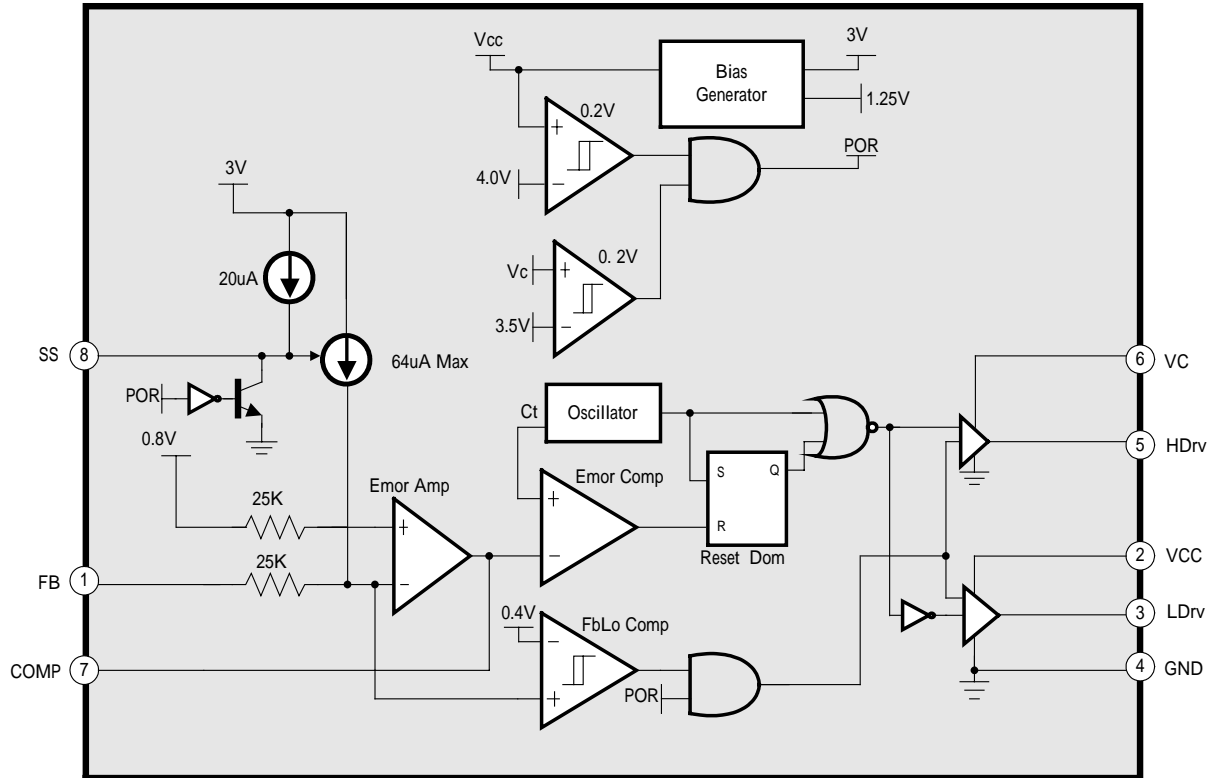 Vcc
Bias
Generator
3V
1.25V
0.2V
+
4.0V
−
POR
3V
0. 2V
20uA
Vc
+
3.5V
−
SS
8
64uA Max
6
VC
POR
Ct
Oscillator
0.8V
5
HDrv
Emor Amp
Emor Comp
S
Q
25K
+
+
R
Reset Dom
25K
−
−
FB
1
2
VCC
0.4V
FbLo Comp
−
3
LDrv
COMP
7
4
GND
POR
+